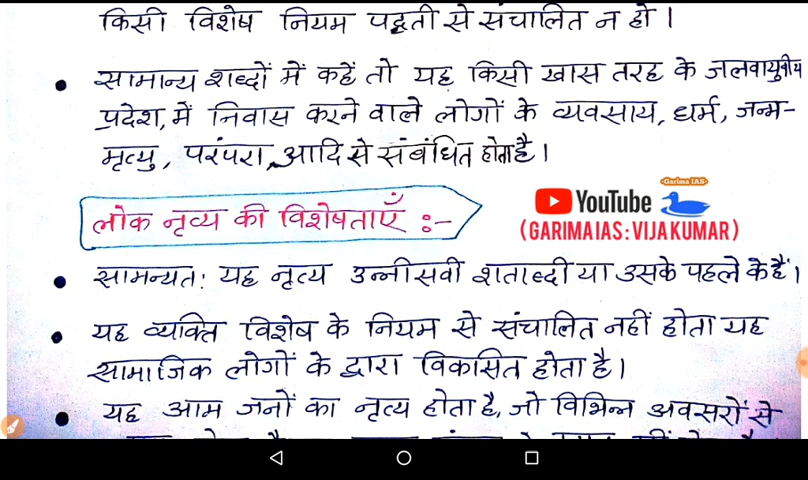 किसी विशेष नियम पद्दती से संचालित न हो।
• सामान्य शब्दों में कहें तो यह किसी खास तरह के जलवायुवीय
प्रदेश, में निवास करने वाले लोगों के व्यवसाय, धर्म, जन्म-
मृत्यु, परंपरा, आदि से संबंधित होता है।
Garima IAS
लोक नृत्य की विशेषताएँ :-
YouTube
(GARIMA IAS : VIJAKUMAR)
• सामन्यत: यह नृत्य उन्नीसवी शताब्दी या उसके पहले के हैं।
• यह व्यक्ति विशेष के नियम से संचालित नहीं होता यह
सामाजिक लोगों के द्वारा विकसित होता है।
• यह आम जनों का नृत्य होता है, जो विभिन्न अवसरों से